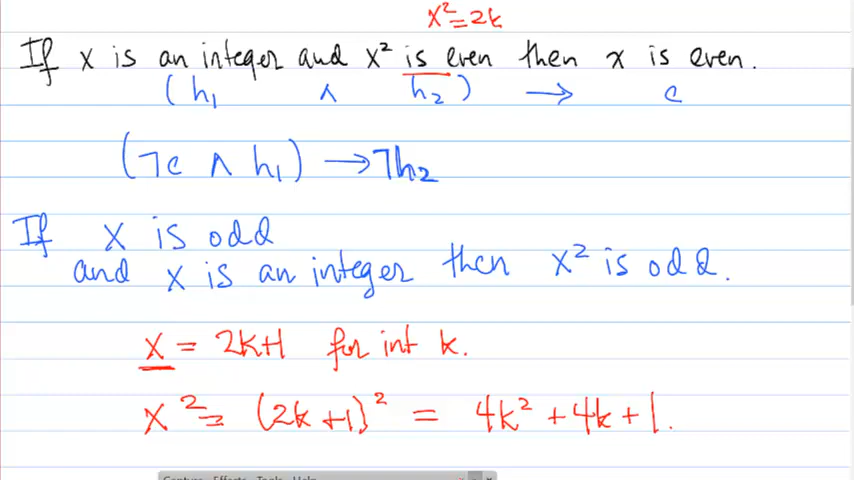 x²=2k
If x is an integer and x² is even then x is even.
(h₁ ∧ h₂) → c
(¬c ∧ h₁) → ¬h₂
If x is odd
and x is an integer then x² is odd.
x = 2k+1 for int k.
x² = (2k+1)² = 4k² + 4k + 1.